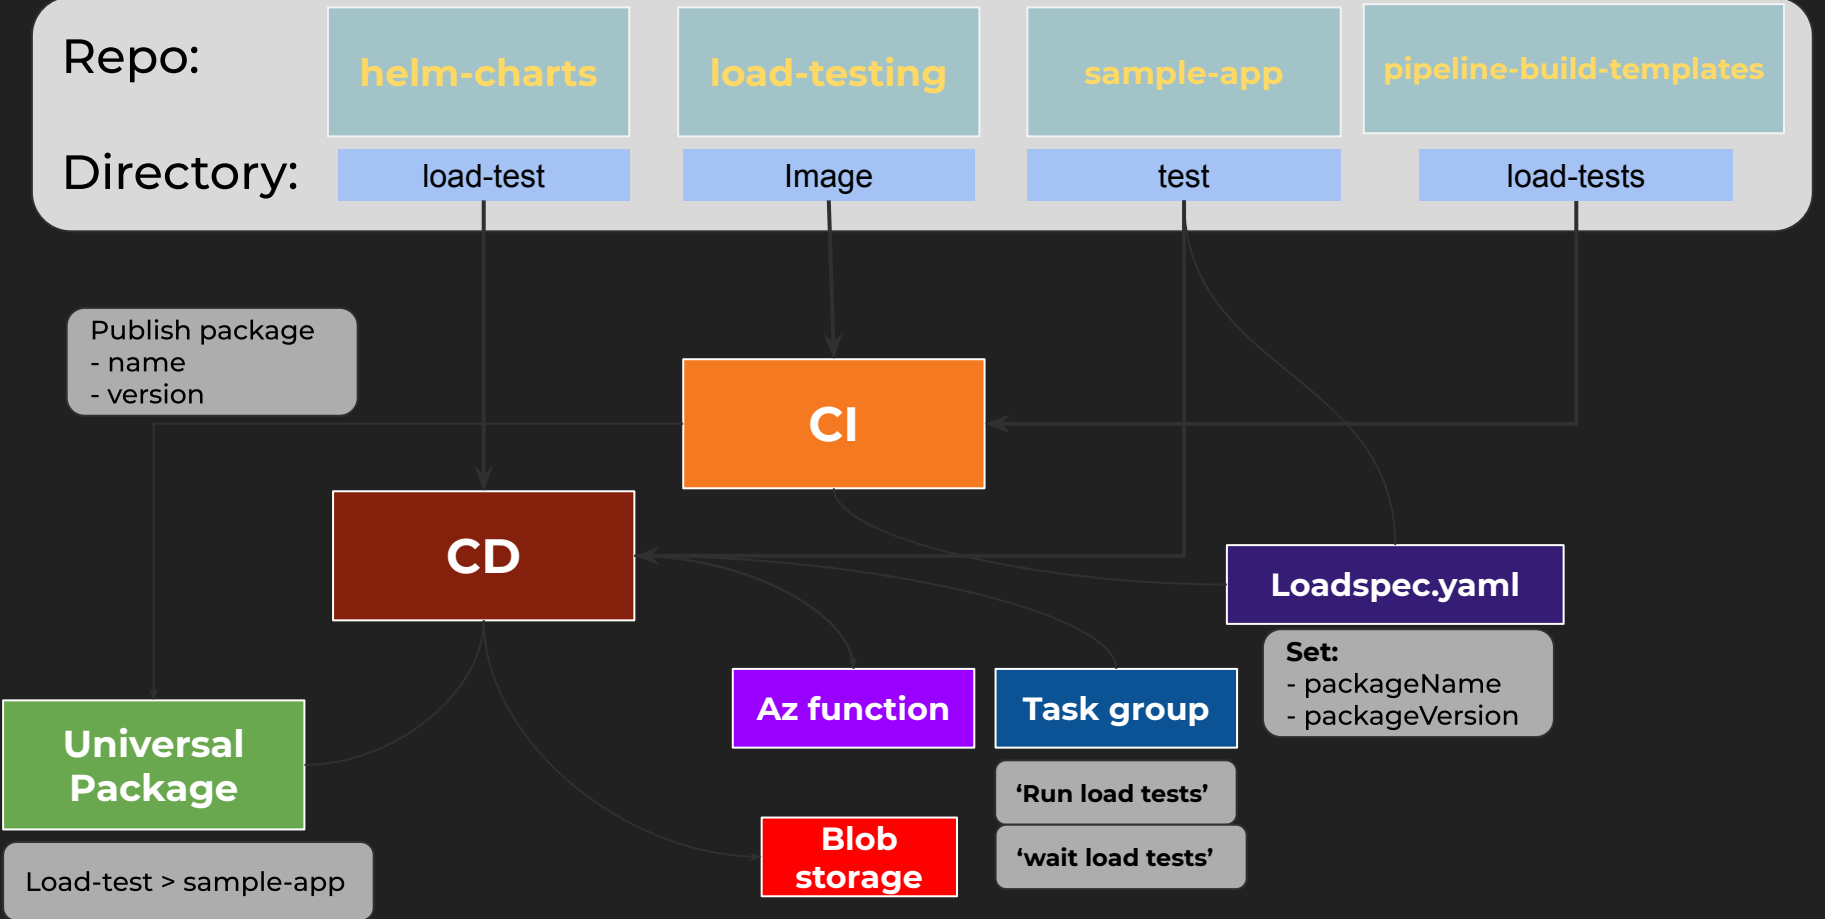 Repo:
helm-charts
load-testing
sample-app
pipeline-build-templates
Directory:
load-test
Image
test
load-tests
Publish package
- name
- version
CI
CD
Loadspec.yaml
Set:
- packageName
- packageVersion
Az function
Task group
Universal
Package
‘Run load tests’
‘wait load tests’
Blob
storage
Load-test > sample-app